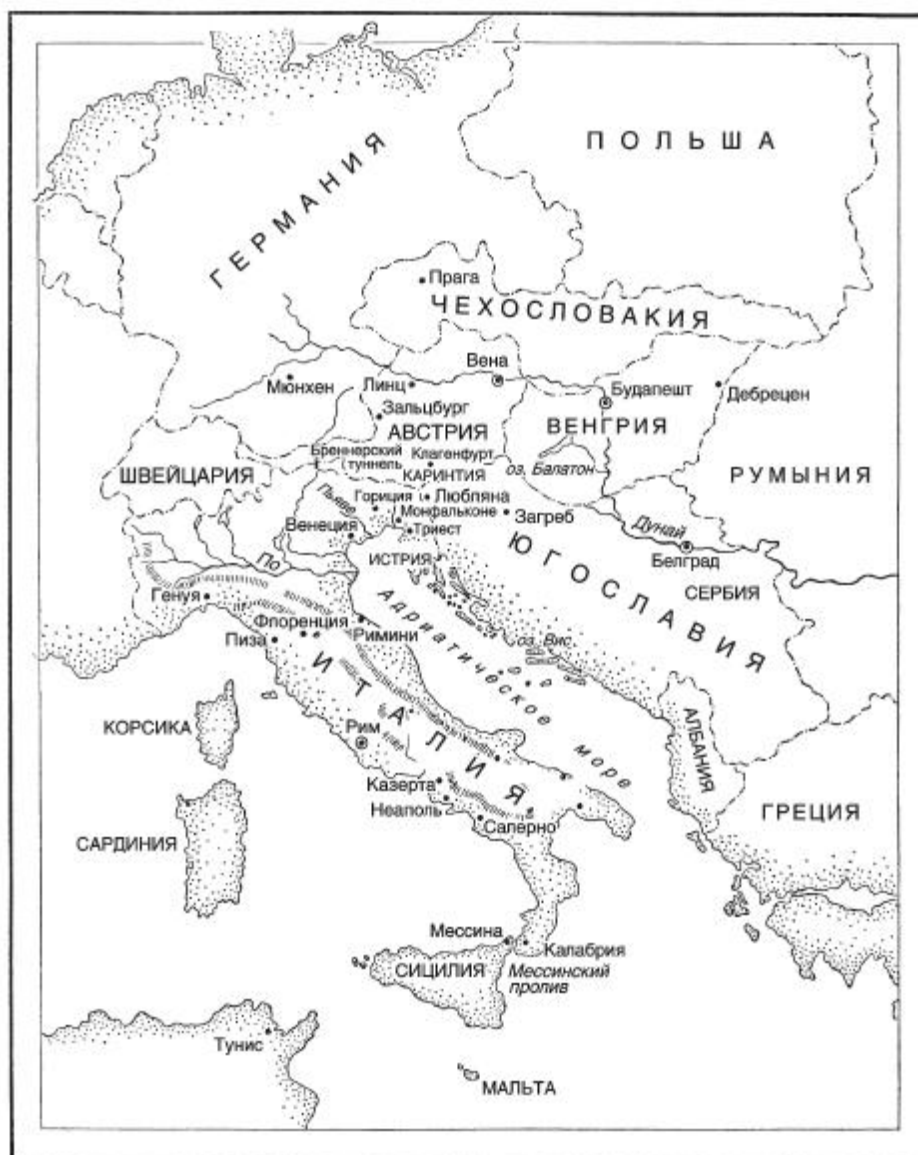 ПОЛЬША
ГЕРМАНИЯ
Прага
ЧЕХОСЛОВАКИЯ
Вена
Мюнхен
Линц
Будапешт
Дебрецен
Зальцбург
АВСТРИЯ
ВЕНГРИЯ
Бреннерский
туннель
Клагенфурт
оз. Балатон
ШВЕЙЦАРИЯ
КАРИНТИЯ
РУМЫНИЯ
Пьяве
Гориция
Любляна
Монфальконе
Загреб
Венеция
Триест
Дунай
По
ИСТРИЯ
Белград
ЮГОСЛАВИЯ
СЕРБИЯ
Генуя
Флоренция
Римини
Пиза
Адриатическое море
оз. Вис
ИТАЛИЯ
КОРСИКА
Рим
АЛБАНИЯ
Казерта
Неаполь
Салерно
ГРЕЦИЯ
САРДИНИЯ
Мессина
Калабрия
СИЦИЛИЯ
Мессинский
пролив
Тунис
МАЛЬТА